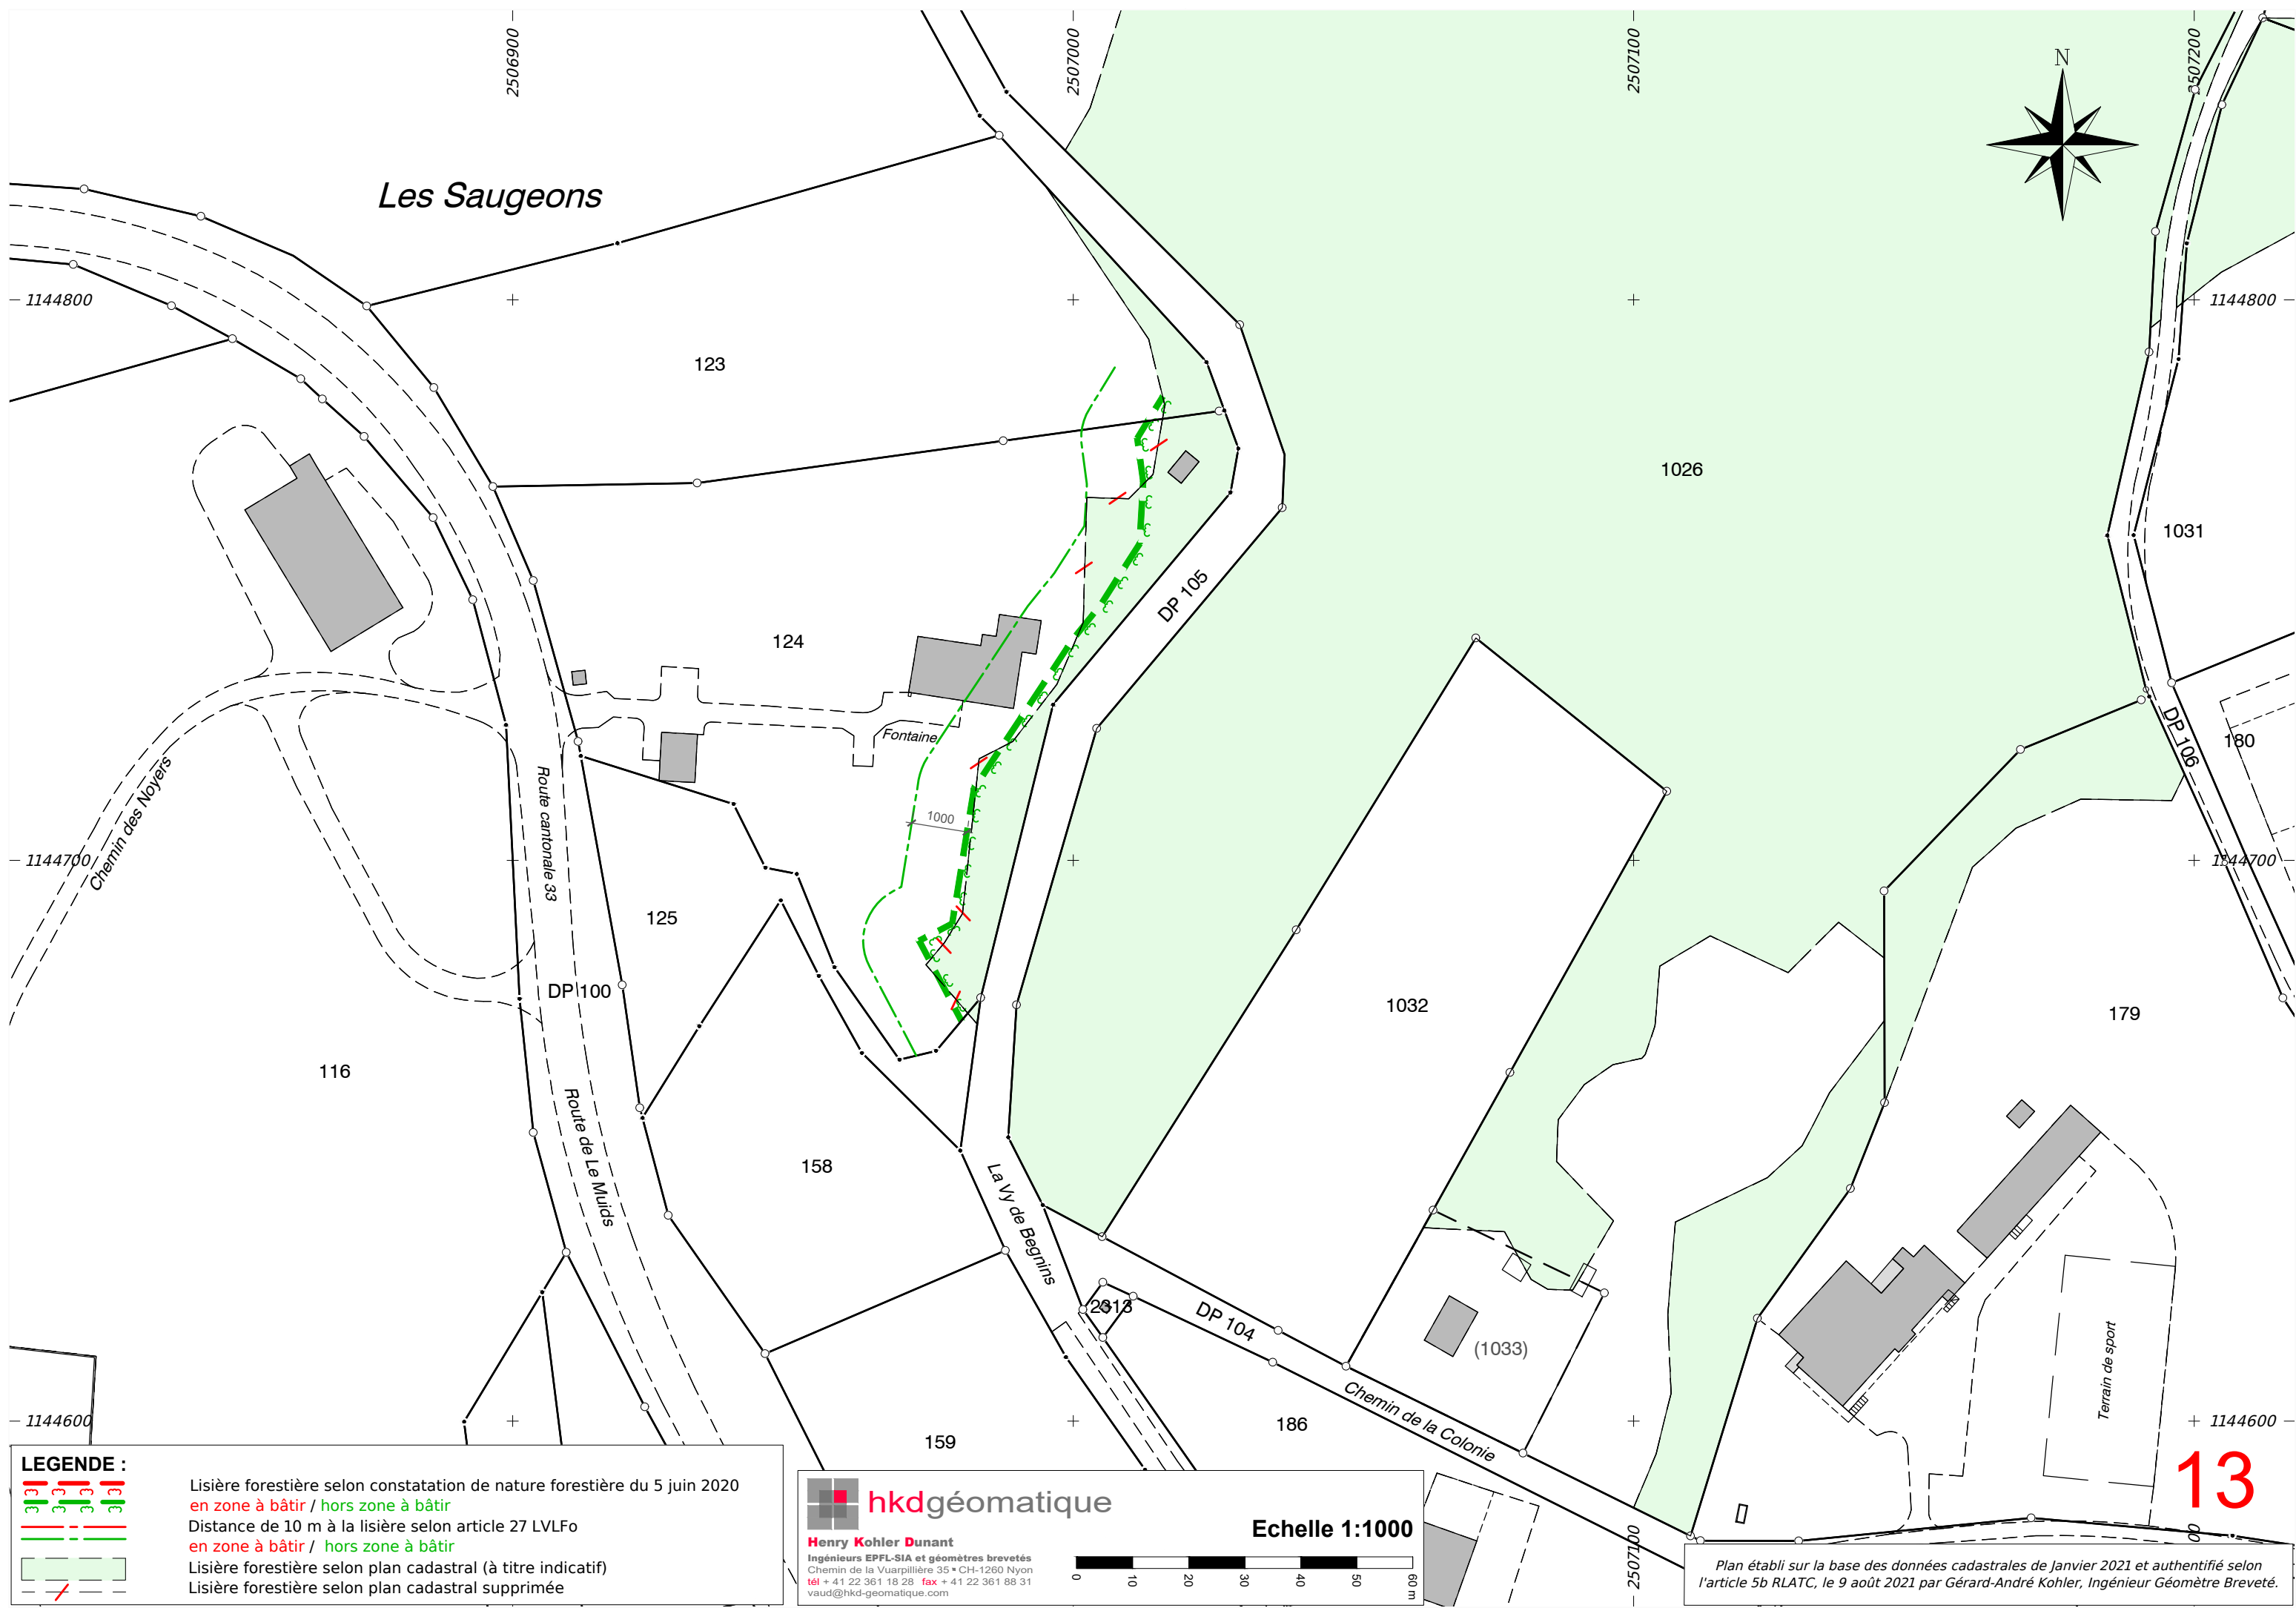 2506900
2507000
2507100
2507200
N
Les Saugeons
1144800
1144800
123
1026
1031
DP 105
124
Fontaine
DP 106
180
Chemin des Noyers
Route cantonale 33
1000
1144700
1144700
125
DP 100
1032
179
116
Route de Le Muids
158
La Vy de Begnins
2313
DP 104
(1033)
Chemin de la Colonie
Terrain de sport
1144600
1144600
159
186
13
LEGENDE :
Lisière forestière selon constatation de nature forestière du 5 juin 2020
en zone à bâtir / hors zone à bâtir
Distance de 10 m à la lisière selon article 27 LVLFo
en zone à bâtir / hors zone à bâtir
Lisière forestière selon plan cadastral (à titre indicatif)
Lisière forestière selon plan cadastral supprimée
hkdgéomatique
Henry Kohler Dunant
Ingénieurs EPFL-SIA et géomètres brevetés
Chemin de la Vuarpillière 35 ▪ CH-1260 Nyon
tél + 41 22 361 18 28 fax + 41 22 361 88 31
vaud@hkd-geomatique.com
Echelle 1:1000
0 10 20 30 40 50 60 m
2507100
Plan établi sur la base des données cadastrales de Janvier 2021 et authentifié selon
l'article 5b RLATC, le 9 août 2021 par Gérard-André Kohler, Ingénieur Géomètre Breveté.